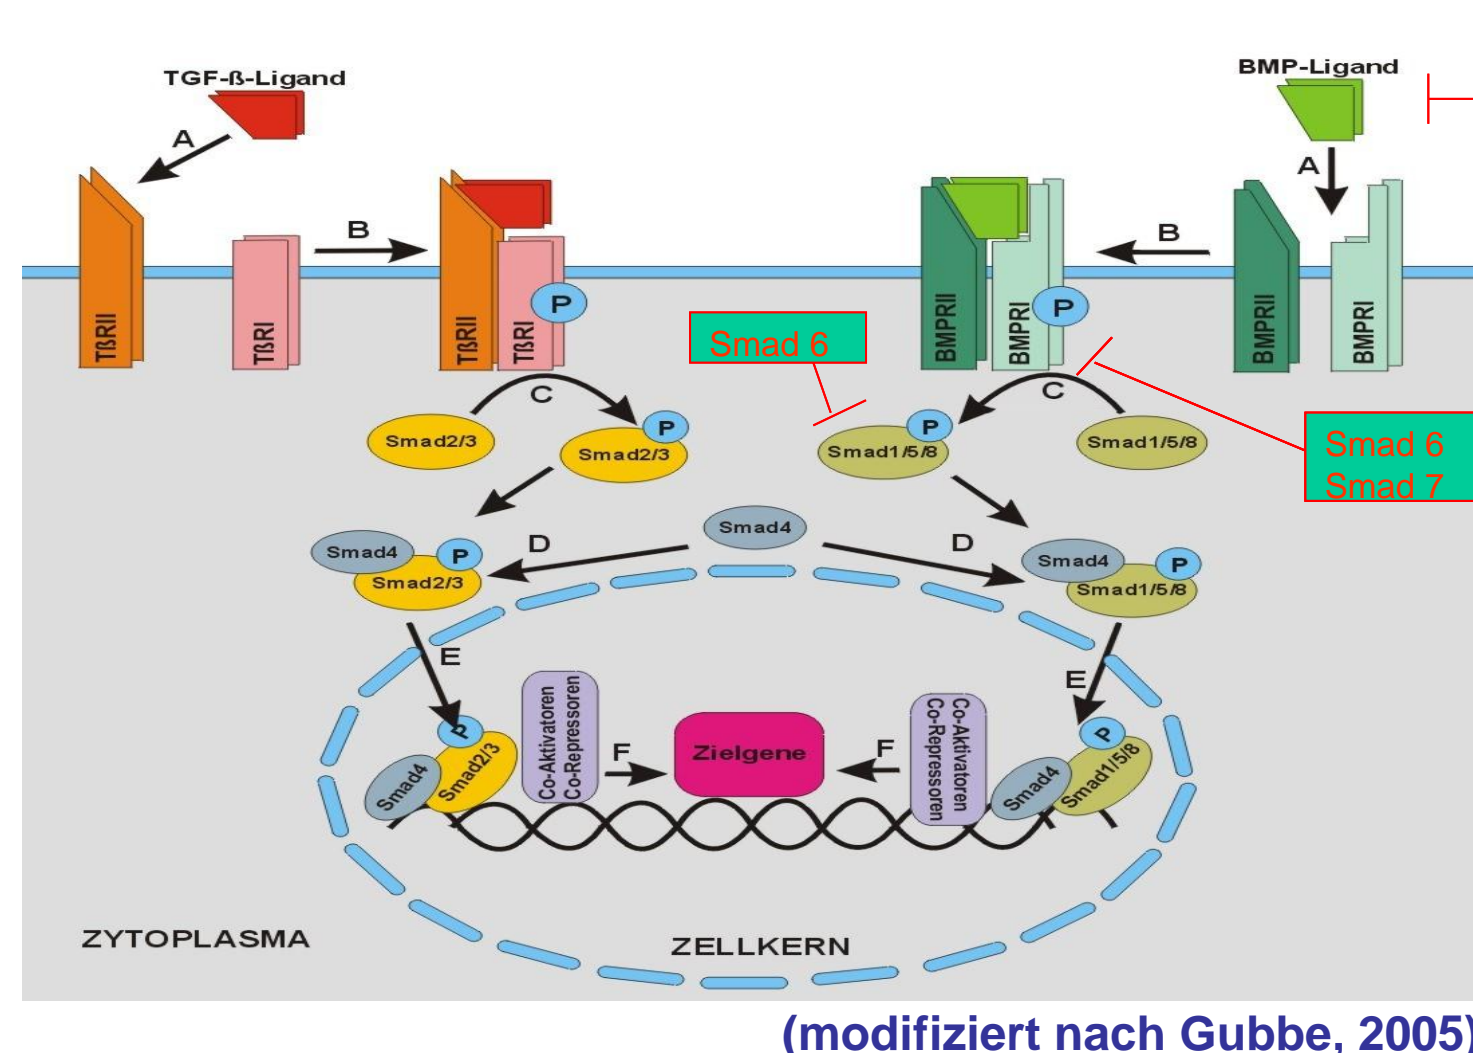 TGF-ß-Ligand
BMP-Ligand
A
A
B
B
TßRII
TßRI
TßRII
TßRI
P
BMPRII
BMPRI
P
BMPRII
BMPRI
Smad 6
C
C
Smad2/3
P
Smad2/3
P
Smad1/5/8
Smad1/5/8
Smad 6
Smad 7
Smad4
Smad4
P
Smad2/3
D
D
Smad4
P
Smad1/5/8
E
E
P
Smad4
Smad2/3
Co-Aktivatoren
Co-Repressoren
F
Zielgene
F
Co-Aktivatoren
Co-Repressoren
P
Smad4
Smad1/5/8
ZYTOPLASMA
ZELLKERN
(modifiziert nach Gubbe, 2005)